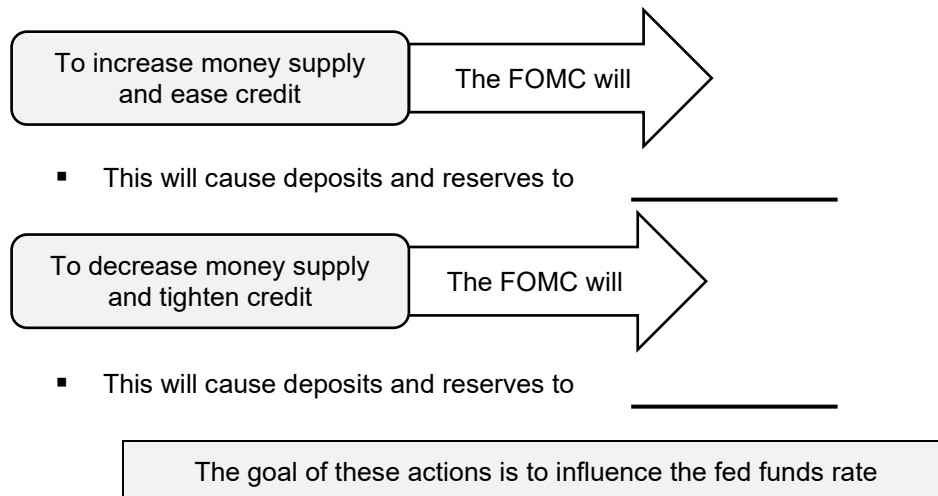 To increase money supply
and ease credit
The FOMC will
▪ This will cause deposits and reserves to
To decrease money supply
and tighten credit
The FOMC will
▪ This will cause deposits and reserves to
The goal of these actions is to influence the fed funds rate